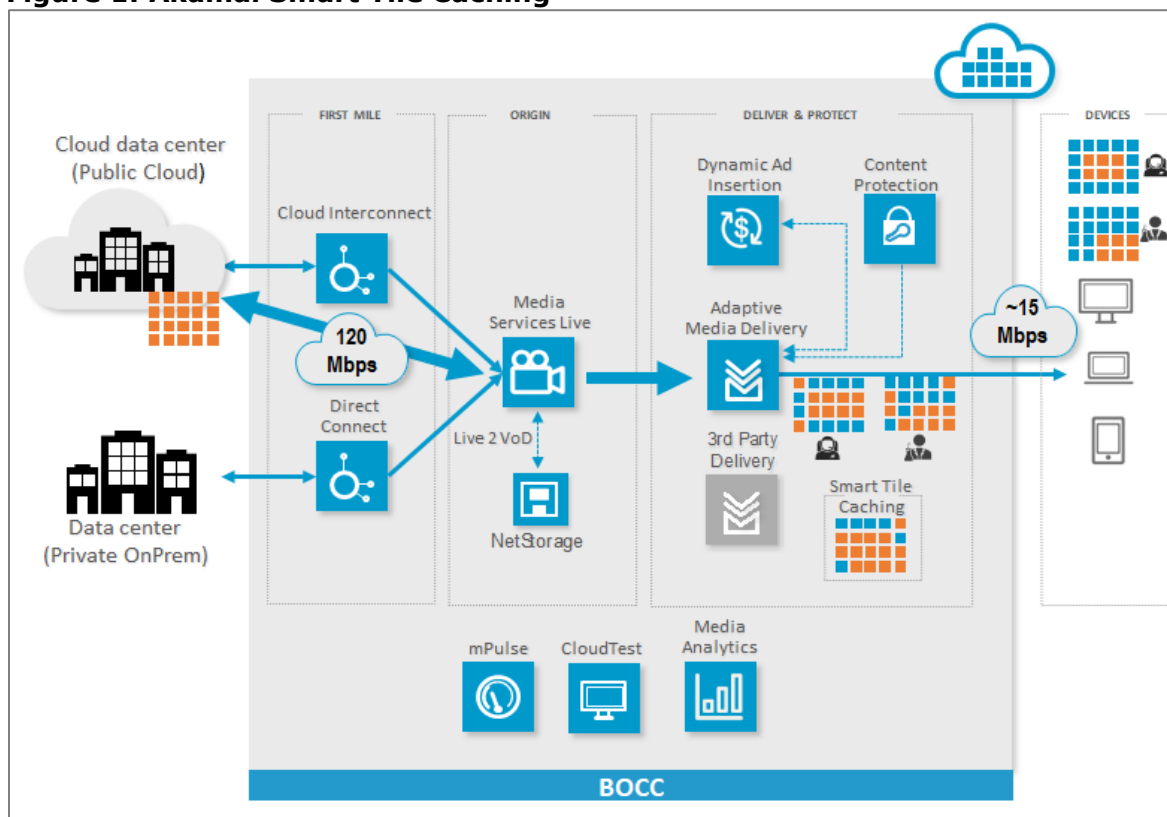 Figure 1: Akamai Smart Tile Caching
FIRST MILE
ORIGIN
DELIVER & PROTECT
DEVICES
Cloud data center
(Public Cloud)
Cloud Interconnect
120
Mbps
Direct
Connect
Data center
(Private OnPrem)
Media
Services Live
Live 2 VoD
NetStorage
Dynamic Ad
Insertion
Content
Protection
Adaptive
Media Delivery
3rd Party
Delivery
Smart Tile
Caching
~15
Mbps
mPulse
CloudTest
Media
Analytics
BOCC